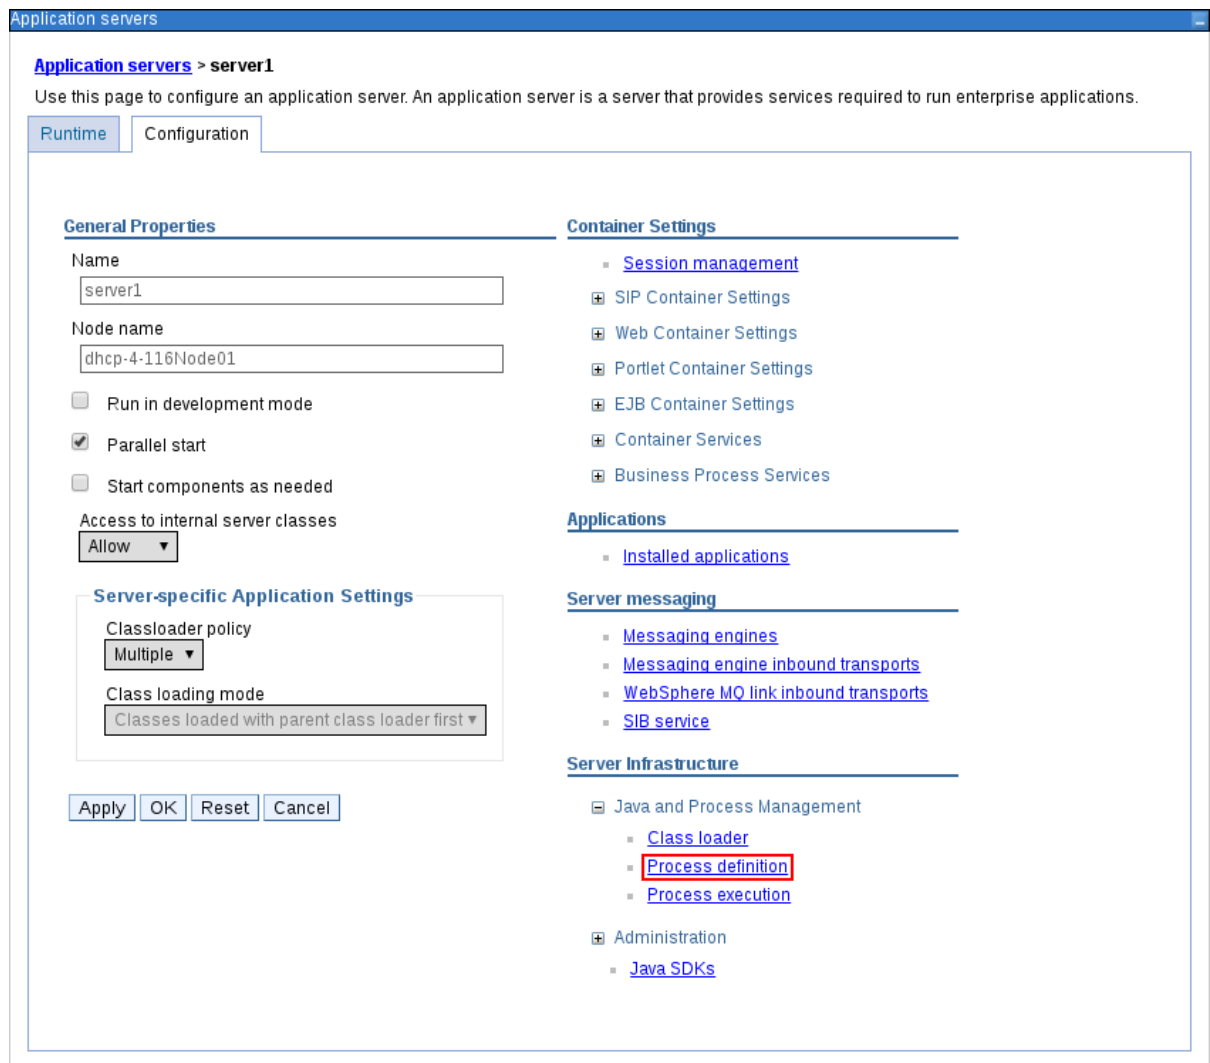 Application servers
Application servers > server1
Use this page to configure an application server. An application server is a server that provides services required to run enterprise applications.
Runtime
Configuration
General Properties
Name
server1
Node name
dhcp-4-116Node01
Run in development mode
Parallel start
Start components as needed
Access to internal server classes
Allow
Server-specific Application Settings
Classloader policy
Multiple
Class loading mode
Classes loaded with parent class loader first
Apply
OK
Reset
Cancel
Container Settings
Session management
SIP Container Settings
Web Container Settings
Portlet Container Settings
EJB Container Settings
Container Services
Business Process Services
Applications
Installed applications
Server messaging
Messaging engines
Messaging engine inbound transports
WebSphere MQ link inbound transports
SIB service
Server Infrastructure
Java and Process Management
Class loader
Process definition
Process execution
Administration
Java SDKs